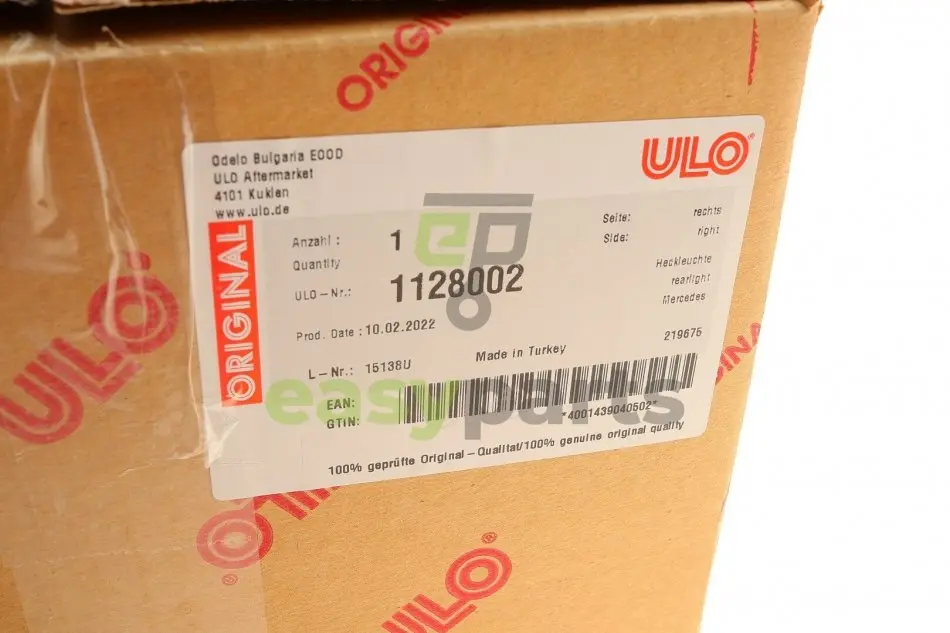 ORIGINAL
ULO
Odelo Bulgaria EOOD
ULO Aftermarket
4101 Kuklen
www.ulo.de
ULO®
ORIGINAL
Anzahl : 1
Quantity
Seite: rechts
Side: right
ULO-Nr.: 1128002
Heckleuchte
rearlight
Mercedes
Prod. Date : 10.02.2022
219675
L-Nr.: 15138U
Made in Turkey
EAN:
GTIN:
*4001439040502*
100% geprüfte Original-Qualitat/100% genuine original quality
easyparts
ep
ULO
ULO